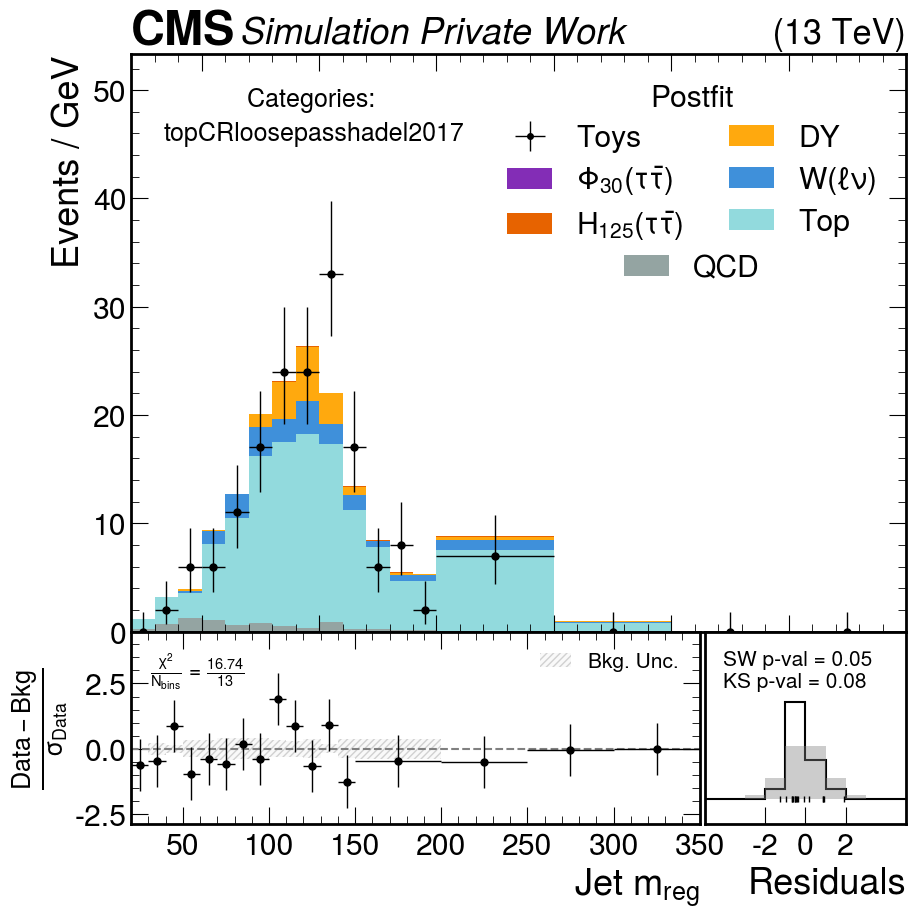 CMS Simulation Private Work (13 TeV)
Events / GeV
50
40
30
20
10
0
Categories:
topCRloosepasshadel2017
Postfit
Toys
Φ30(ττ̄)
H125(ττ̄)
DY
W(ℓν)
Top
QCD
Data – Bkg
σData
2.5
0.0
-2.5
χ²
Nbins
= 16.74
13
Bkg. Unc.
SW p-val = 0.05
KS p-val = 0.08
50 100 150 200 250 300 350
-2 0 2
Jet mreg
Residuals